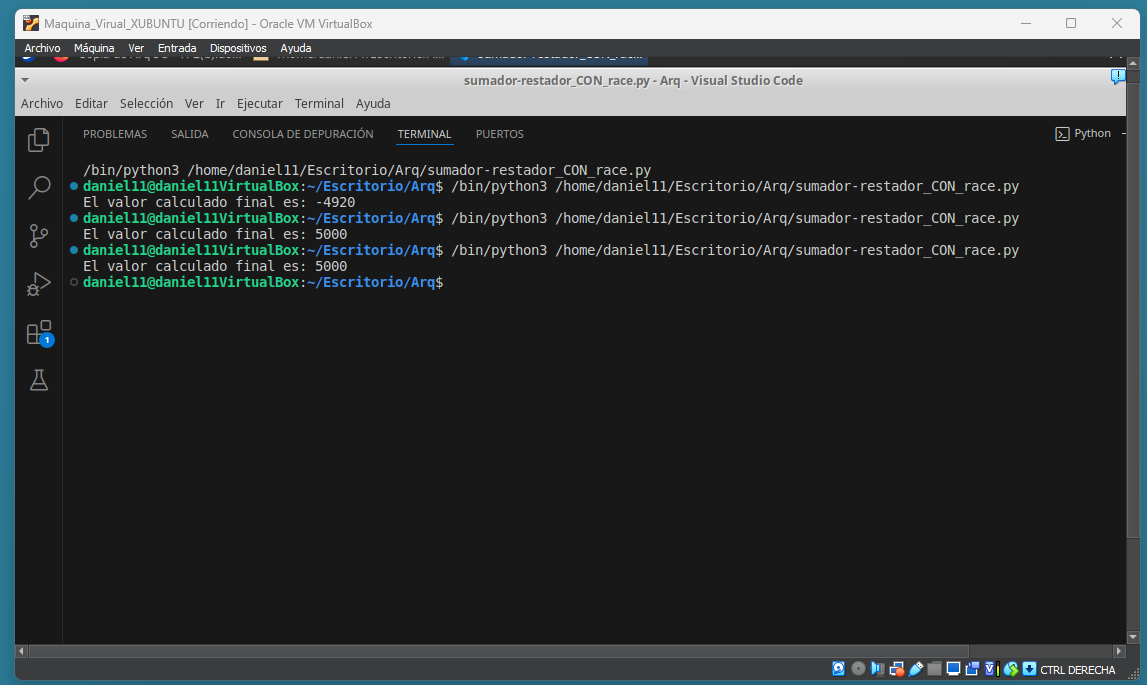 Maquina_Virual_XUBUNTU [Corriendo] - Oracle VM VirtualBox
Archivo Máquina Ver Entrada Dispositivos Ayuda
sumador-restador_CON_race.py - Arq - Visual Studio Code
Archivo Editar Selección Ver Ir Ejecutar Terminal Ayuda
PROBLEMAS SALIDA CONSOLA DE DEPURACIÓN TERMINAL PUERTOS Python
/bin/python3 /home/daniel11/Escritorio/Arq/sumador-restador_CON_race.py
daniel11@daniel11VirtualBox:~/Escritorio/Arq$ /bin/python3 /home/daniel11/Escritorio/Arq/sumador-restador_CON_race.py
El valor calculado final es: -4920
daniel11@daniel11VirtualBox:~/Escritorio/Arq$ /bin/python3 /home/daniel11/Escritorio/Arq/sumador-restador_CON_race.py
El valor calculado final es: 5000
daniel11@daniel11VirtualBox:~/Escritorio/Arq$ /bin/python3 /home/daniel11/Escritorio/Arq/sumador-restador_CON_race.py
El valor calculado final es: 5000
daniel11@daniel11VirtualBox:~/Escritorio/Arq$
1
CTRL DERECHA